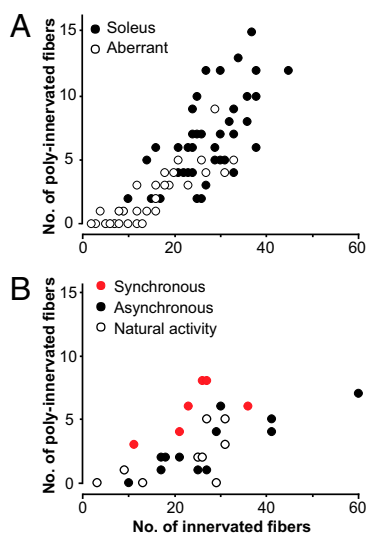 A
Soleus
Aberrant
No. of poly-innervated fibers
15
10
5
0
0 20 40 60
B
Synchronous
Asynchronous
Natural activity
No. of poly-innervated fibers
15
10
5
0
0 20 40 60
No. of innervated fibers